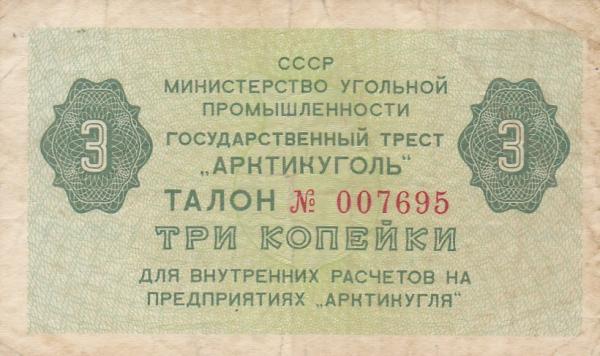 СССР
МИНИСТЕРСТВО УГОЛЬНОЙ
ПРОМЫШЛЕННОСТИ
ГОСУДАРСТВЕННЫЙ ТРЕСТ
„АРКТИКУГОЛЬ"
3 3
ТАЛОН № 007695
ТРИ КОПЕЙКИ
ДЛЯ ВНУТРЕННИХ РАСЧЕТОВ НА
ПРЕДПРИЯТИЯХ „АРКТИКУГЛЯ"